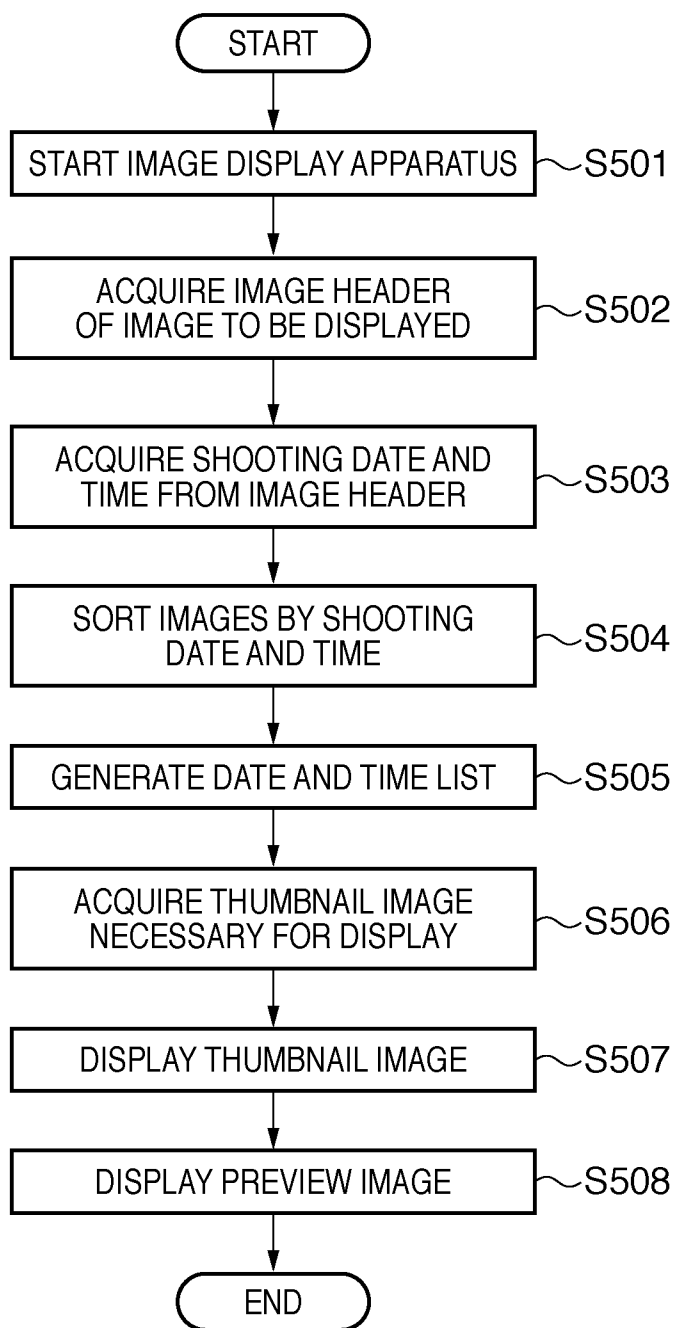 START
START IMAGE DISPLAY APPARATUS
S501
ACQUIRE IMAGE HEADER
OF IMAGE TO BE DISPLAYED
S502
ACQUIRE SHOOTING DATE AND
TIME FROM IMAGE HEADER
S503
SORT IMAGES BY SHOOTING
DATE AND TIME
S504
GENERATE DATE AND TIME LIST
S505
ACQUIRE THUMBNAIL IMAGE
NECESSARY FOR DISPLAY
S506
DISPLAY THUMBNAIL IMAGE
S507
DISPLAY PREVIEW IMAGE
S508
END